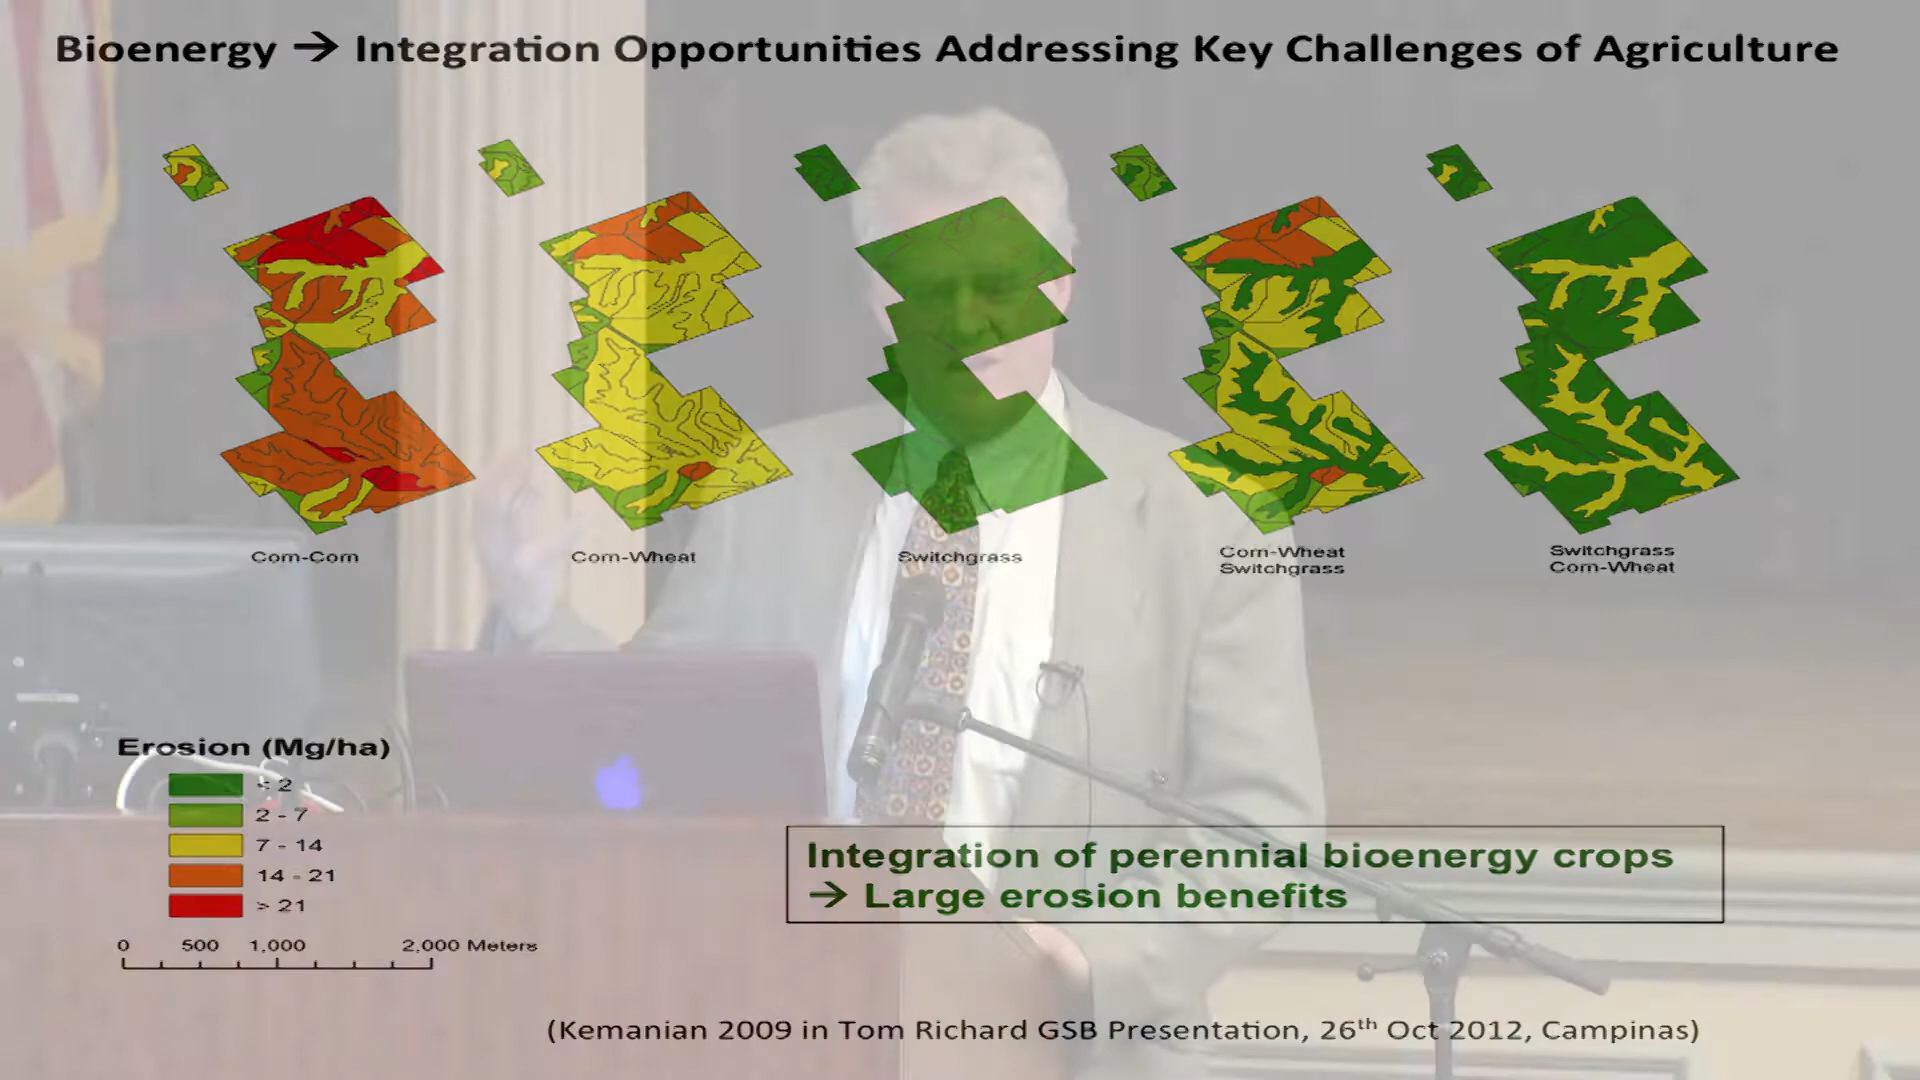 Bioenergy → Integration Opportunities Addressing Key Challenges of Agriculture
Corn-Corn
Corn-Wheat
Switchgrass
Corn-Wheat
Switchgrass
Switchgrass
Corn-Wheat
Erosion (Mg/ha)
< 2
2 - 7
7 - 14
14 - 21
> 21
0 500 1,000 2,000 Meters
Integration of perennial bioenergy crops
→ Large erosion benefits
(Kemanian 2009 in Tom Richard GSB Presentation, 26th Oct 2012, Campinas)